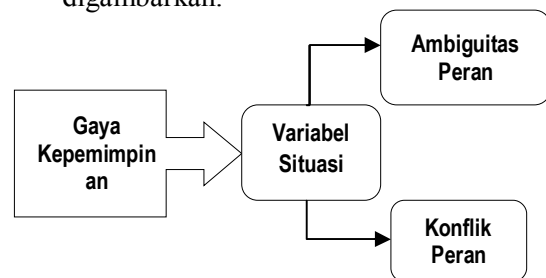 digambarkan:
Ambiguitas
Peran
Gaya
Kepemimpin
an
Variabel
Situasi
Konflik
Peran